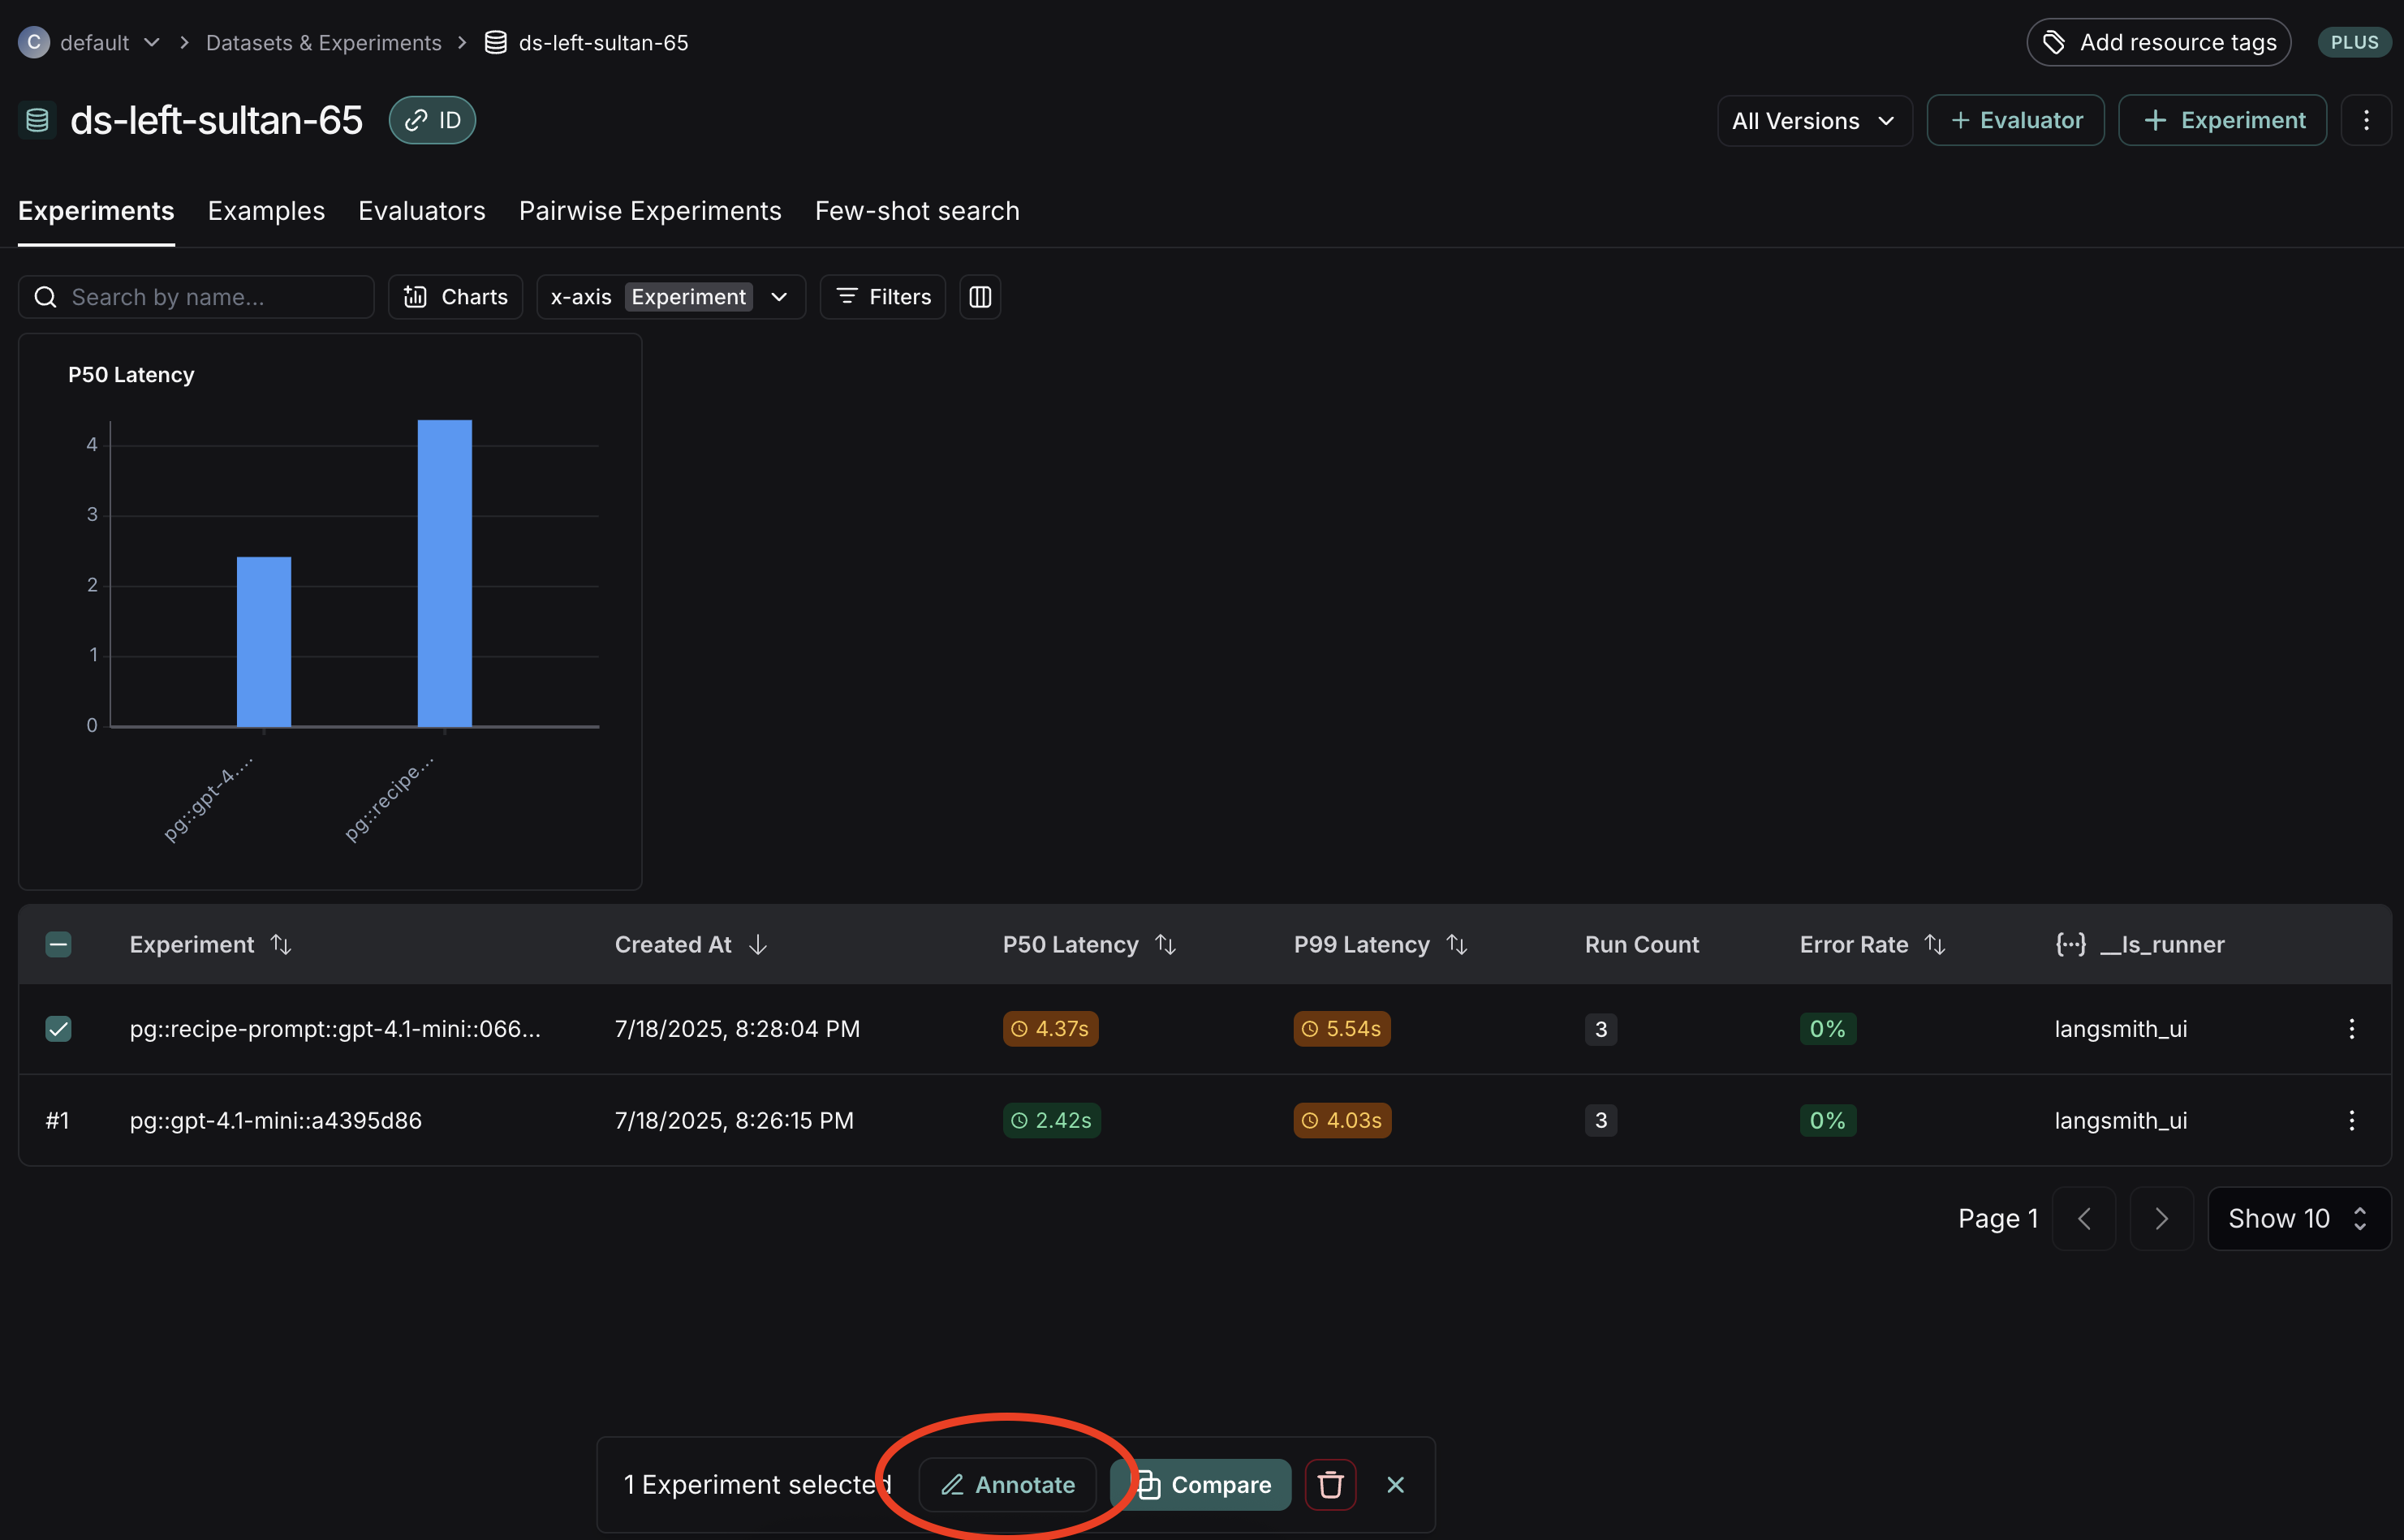 C default > Datasets & Experiments > ds-left-sultan-65
Add resource tags
PLUS
ds-left-sultan-65
ID
All Versions
+ Evaluator
+ Experiment
Experiments
Examples
Evaluators
Pairwise Experiments
Few-shot search
Search by name...
Charts
x-axis Experiment
Filters
P50 Latency
4
3
2
1
0
pg::gpt-4....
pg::recipe...
Experiment Created At P50 Latency P99 Latency Run Count Error Rate {...} __ls_runner
pg::recipe-prompt::gpt-4.1-mini::066... 7/18/2025, 8:28:04 PM 4.37s 5.54s 3 0% langsmith_ui
#1 pg::gpt-4.1-mini::a4395d86 7/18/2025, 8:26:15 PM 2.42s 4.03s 3 0% langsmith_ui
Page 1
Show 10
1 Experiment selected
Annotate
Compare